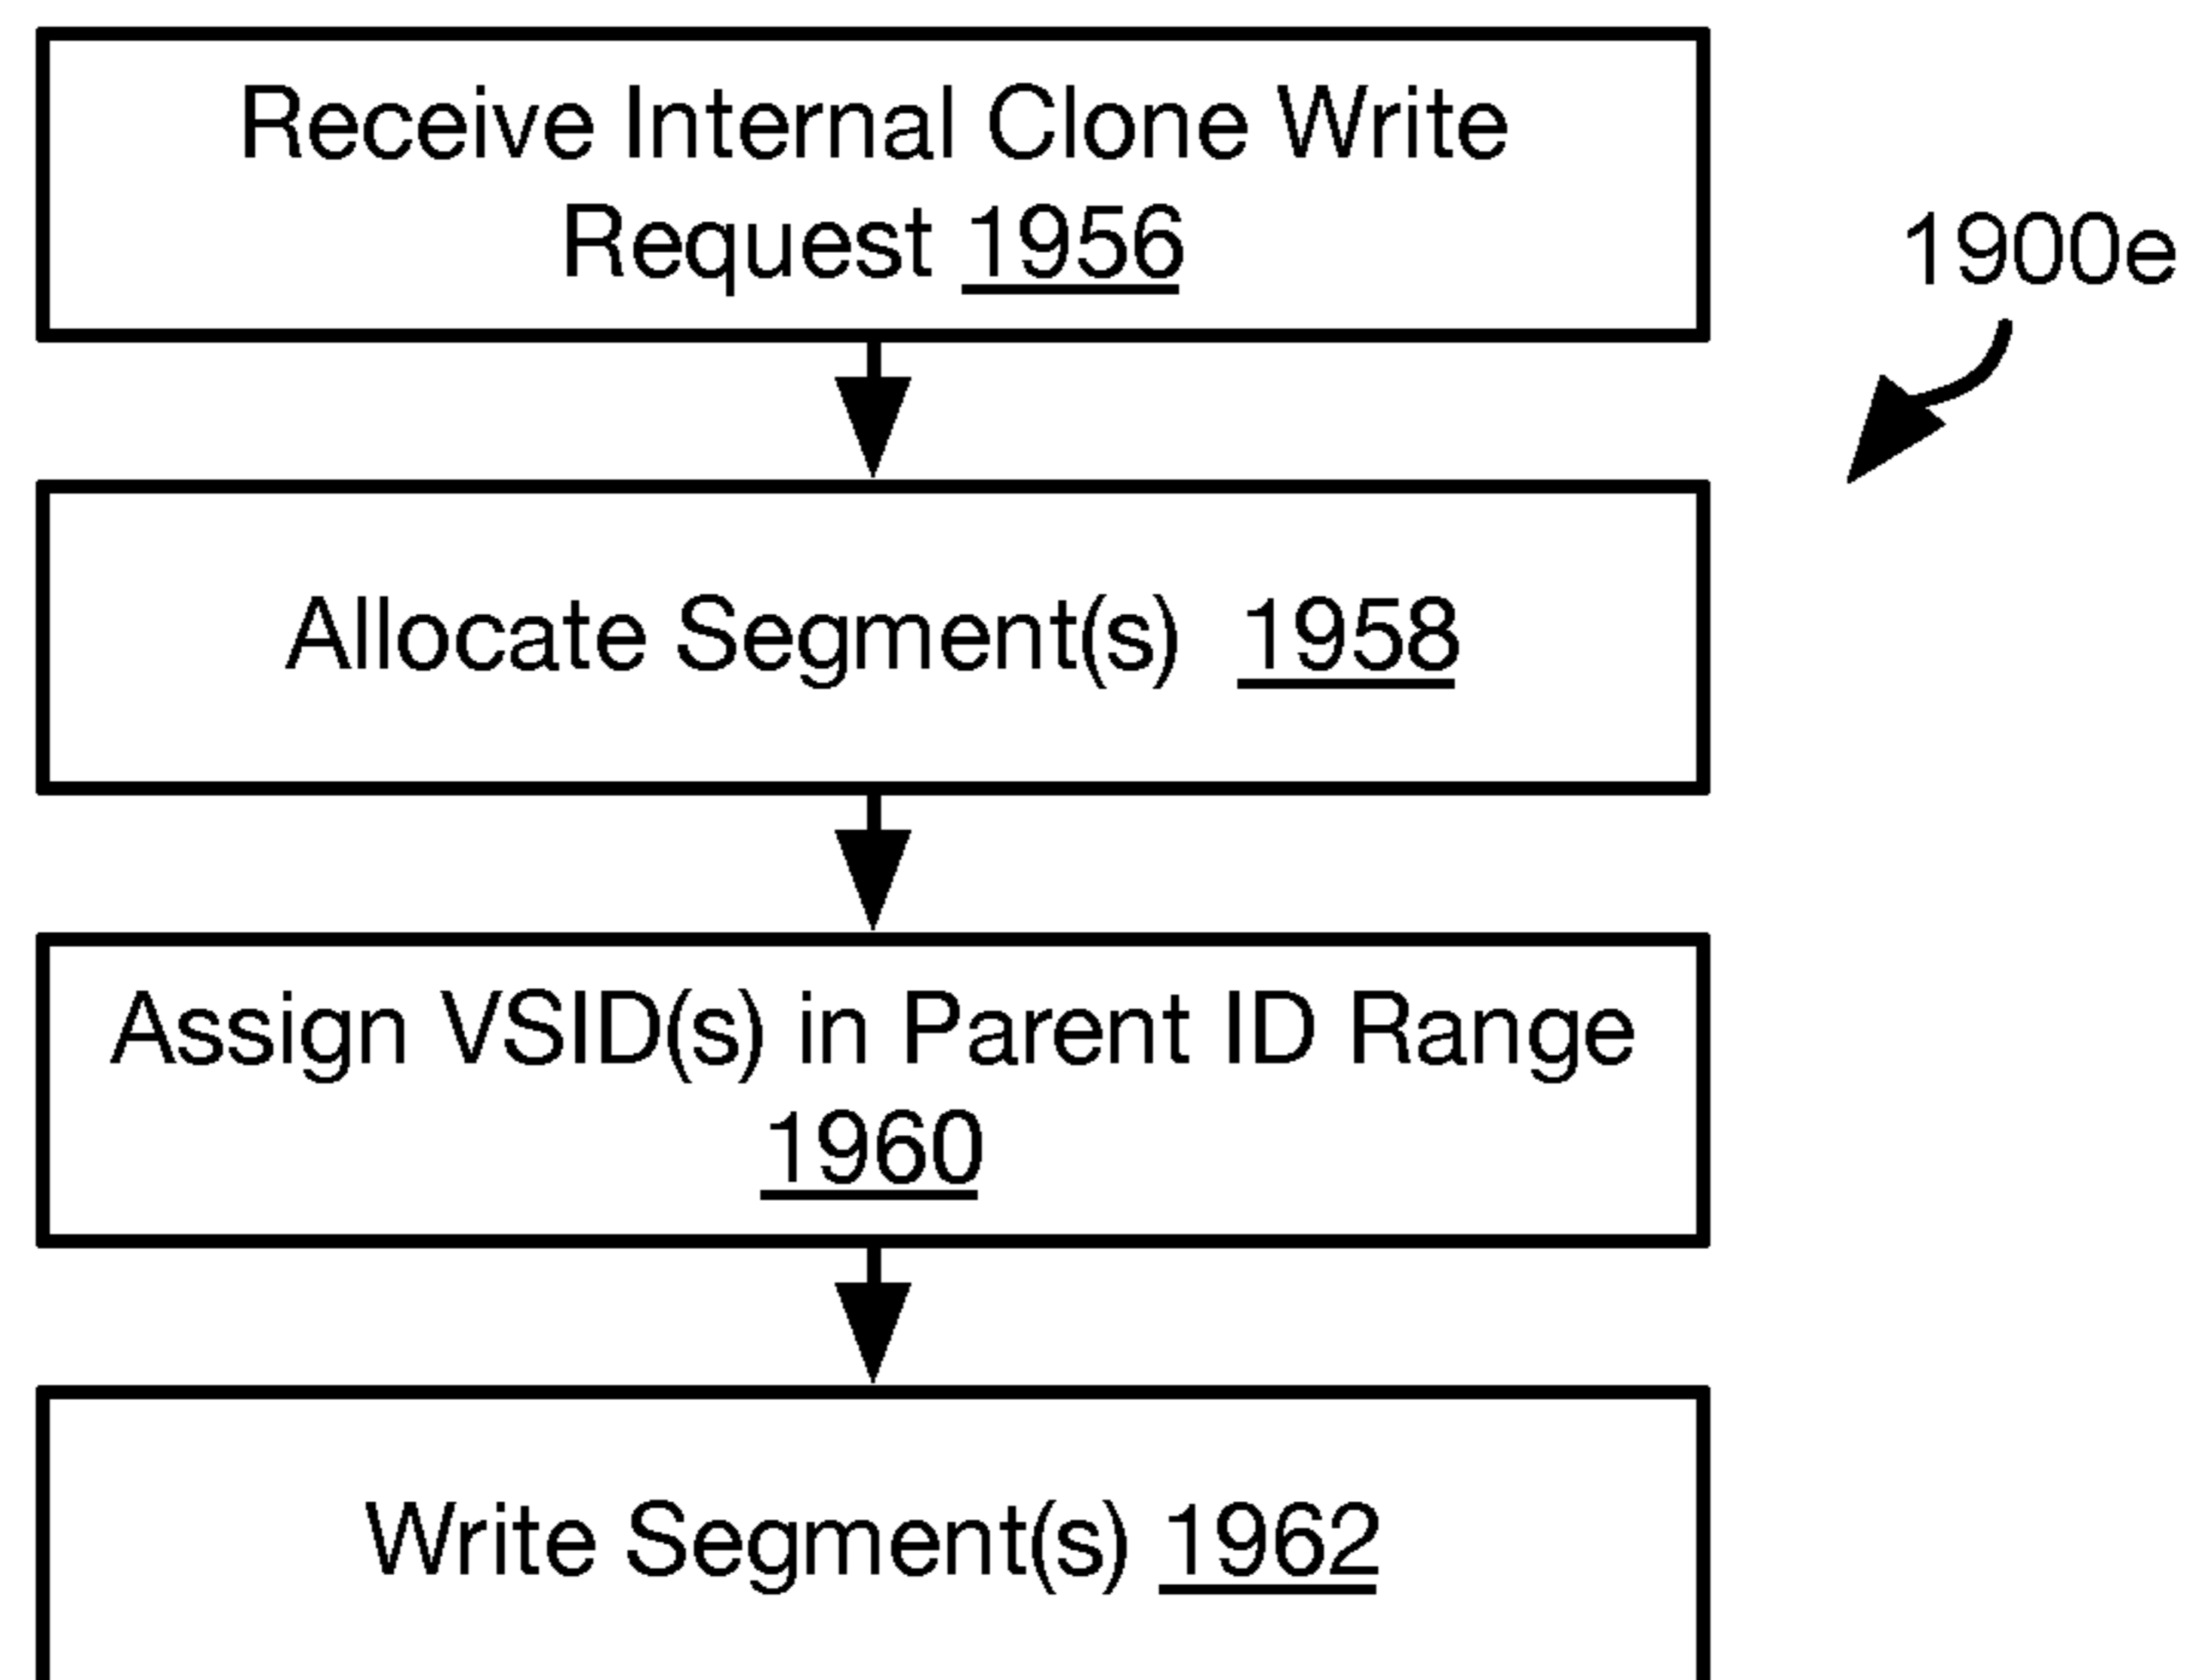 Receive Internal Clone Write
Request 1956
1900e
Allocate Segment(s) 1958
Assign VSID(s) in Parent ID Range
1960
Write Segment(s) 1962